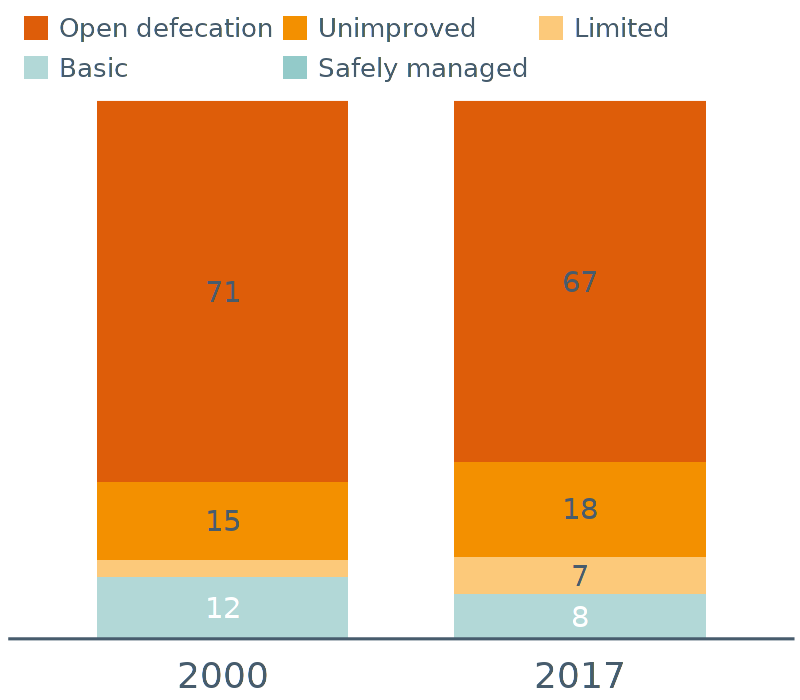 Open defecation Unimproved Limited
Basic Safely managed
71 67
15 18
7
12 8
2000 2017